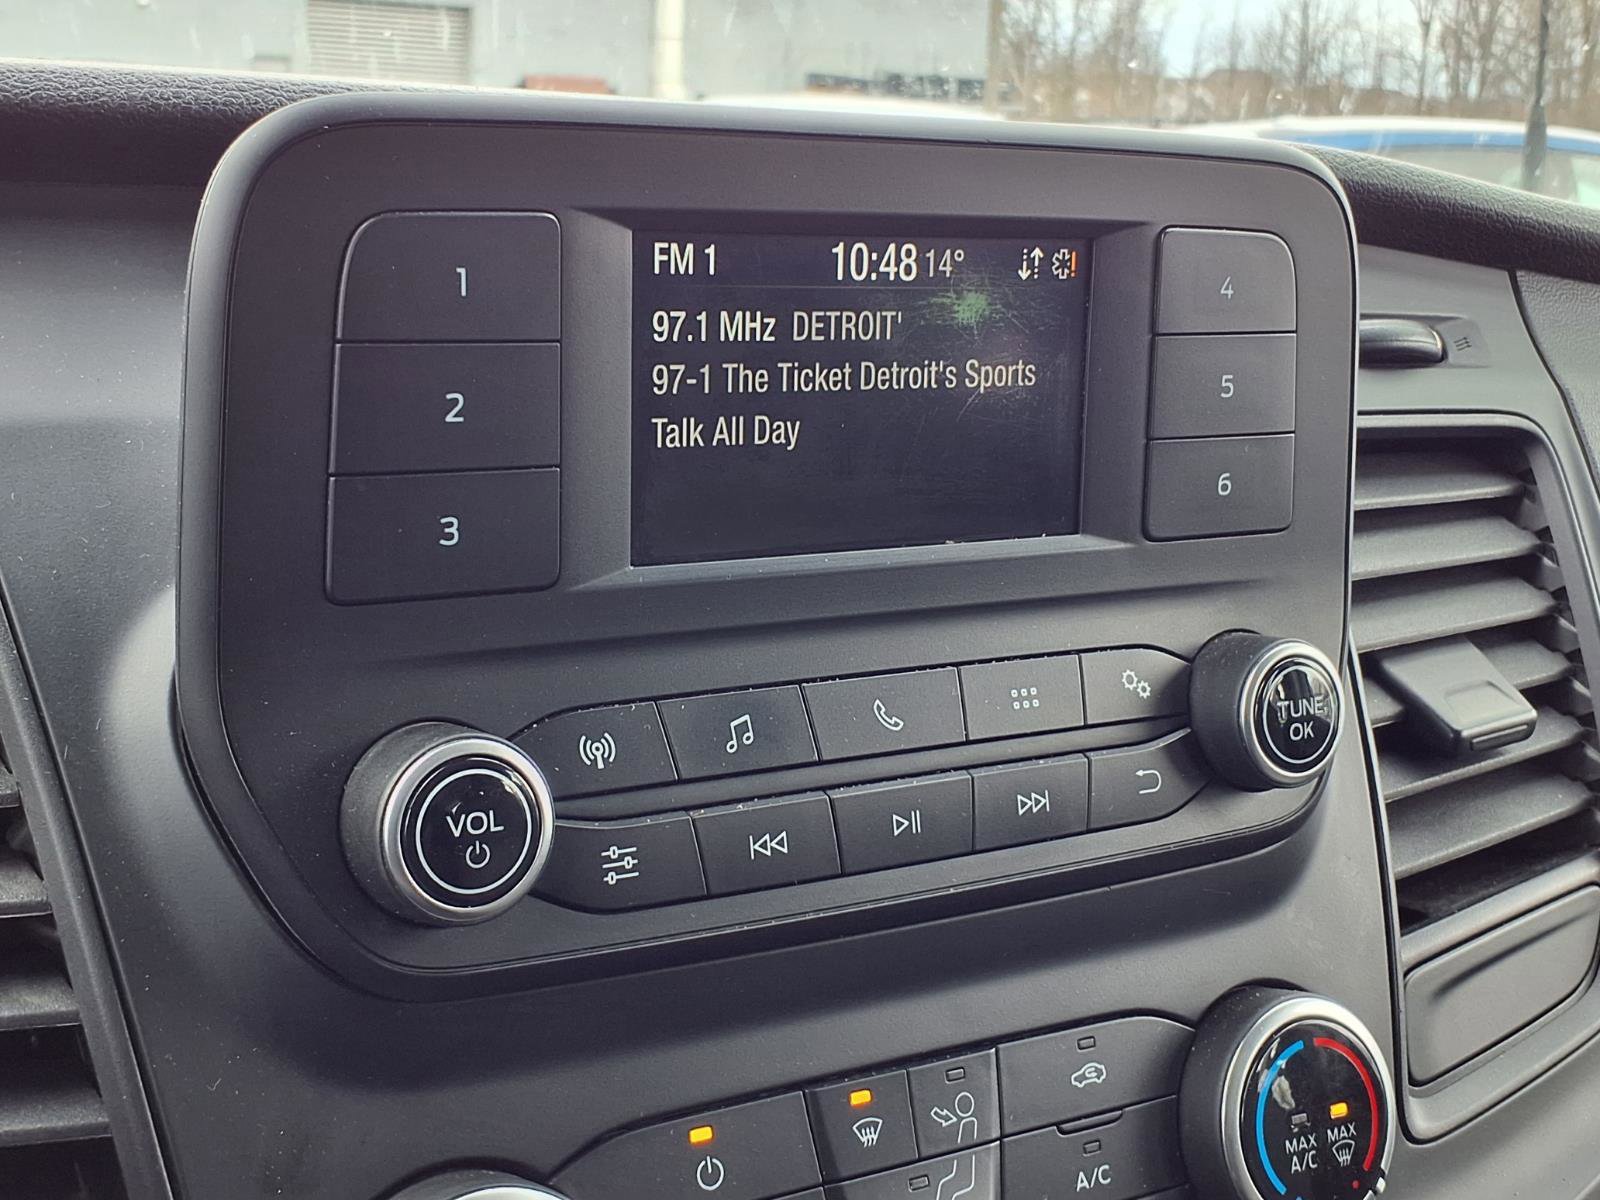 FM 1 10:48 14°
97.1 MHz DETROIT'
97-1 The Ticket Detroit's Sports
Talk All Day
1
2
3
4
5
6
VOL
TUNE
OK
MAX
A/C
MAX
A/C